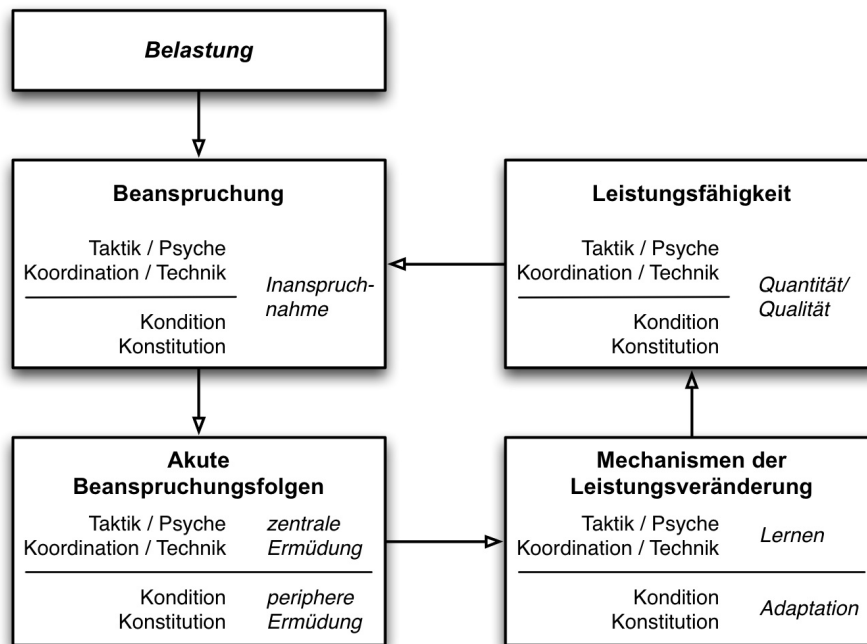 Belastung
Beanspruchung
Taktik / Psyche
Koordination / Technik
Inanspruch-
nahme
Kondition
Konstitution
Leistungsfähigkeit
Taktik / Psyche
Koordination / Technik
Quantität/
Qualität
Kondition
Konstitution
Akute
Beanspruchungsfolgen
Taktik / Psyche
Koordination / Technik
zentrale
Ermüdung
Kondition
Konstitution
periphere
Ermüdung
Mechanismen der
Leistungsveränderung
Taktik / Psyche
Koordination / Technik
Lernen
Kondition
Konstitution
Adaptation